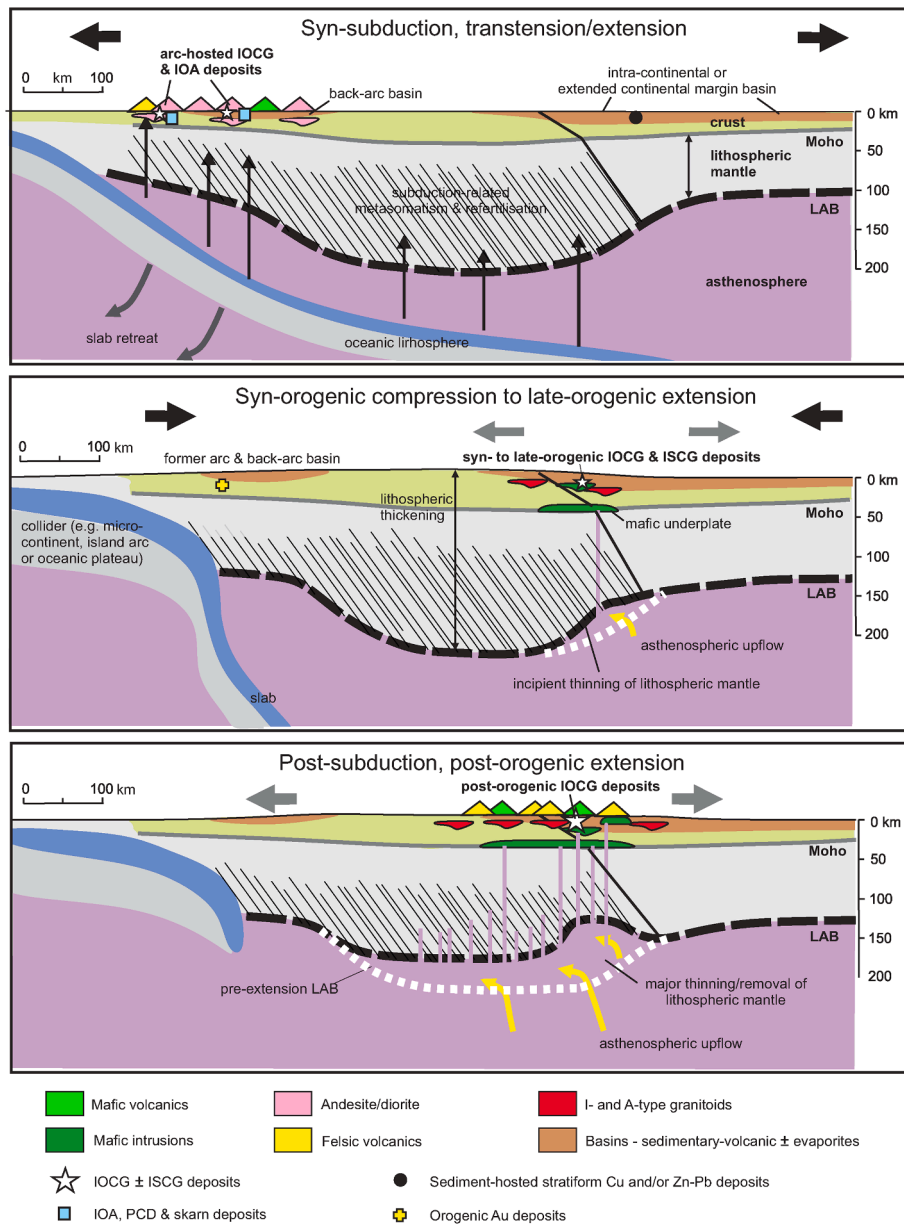 Syn-subduction, transtension/extension
arc-hosted IOCG
& IOA deposits
0 km 100
back-arc basin
intra-continental or
extended continental margin basin
crust
0 km
Moho
50
lithospheric
mantle
100
LAB
150
200
subduction-related
metasomatism & refertilisation
asthenosphere
slab retreat
oceanic lirhosphere
Syn-orogenic compression to late-orogenic extension
0 100 km
former arc & back-arc basin
syn- to late-orogenic IOCG & ISCG deposits
0 km
lithospheric
thickening
mafic underplate
Moho
50
collider (e.g. micro-
continent, island arc
or oceanic plateau)
100
LAB
150
200
asthenospheric
upflow
incipient thinning of lithospheric mantle
slab
Post-subduction, post-orogenic extension
post-orogenic IOCG deposits
0 100 km
0 km
Moho
50
100
LAB
150
200
pre-extension LAB
major thinning/removal of
lithospheric mantle
asthenospheric
upflow
Mafic volcanics
Andesite/diorite
I- and A-type granitoids
Mafic intrusions
Felsic volcanics
Basins - sedimentary-volcanic ± evaporites
IOCG ± ISCG deposits
Sediment-hosted stratiform Cu and/or Zn-Pb deposits
IOA, PCD & skarn deposits
Orogenic Au deposits